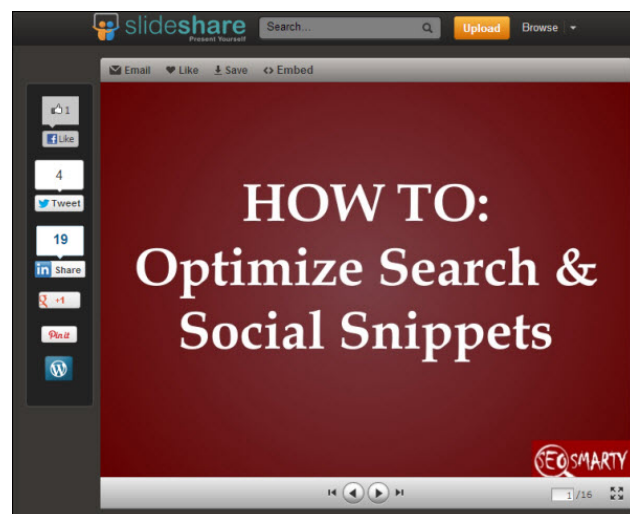 slideshare
Present Yourself
Search...
Upload
Browse
Email Like Save Embed
1
Like
4
Tweet
19
in Share
+1
Pin it
HOW TO:
Optimize Search &
Social Snippets
SEO SMARTY
1 /16